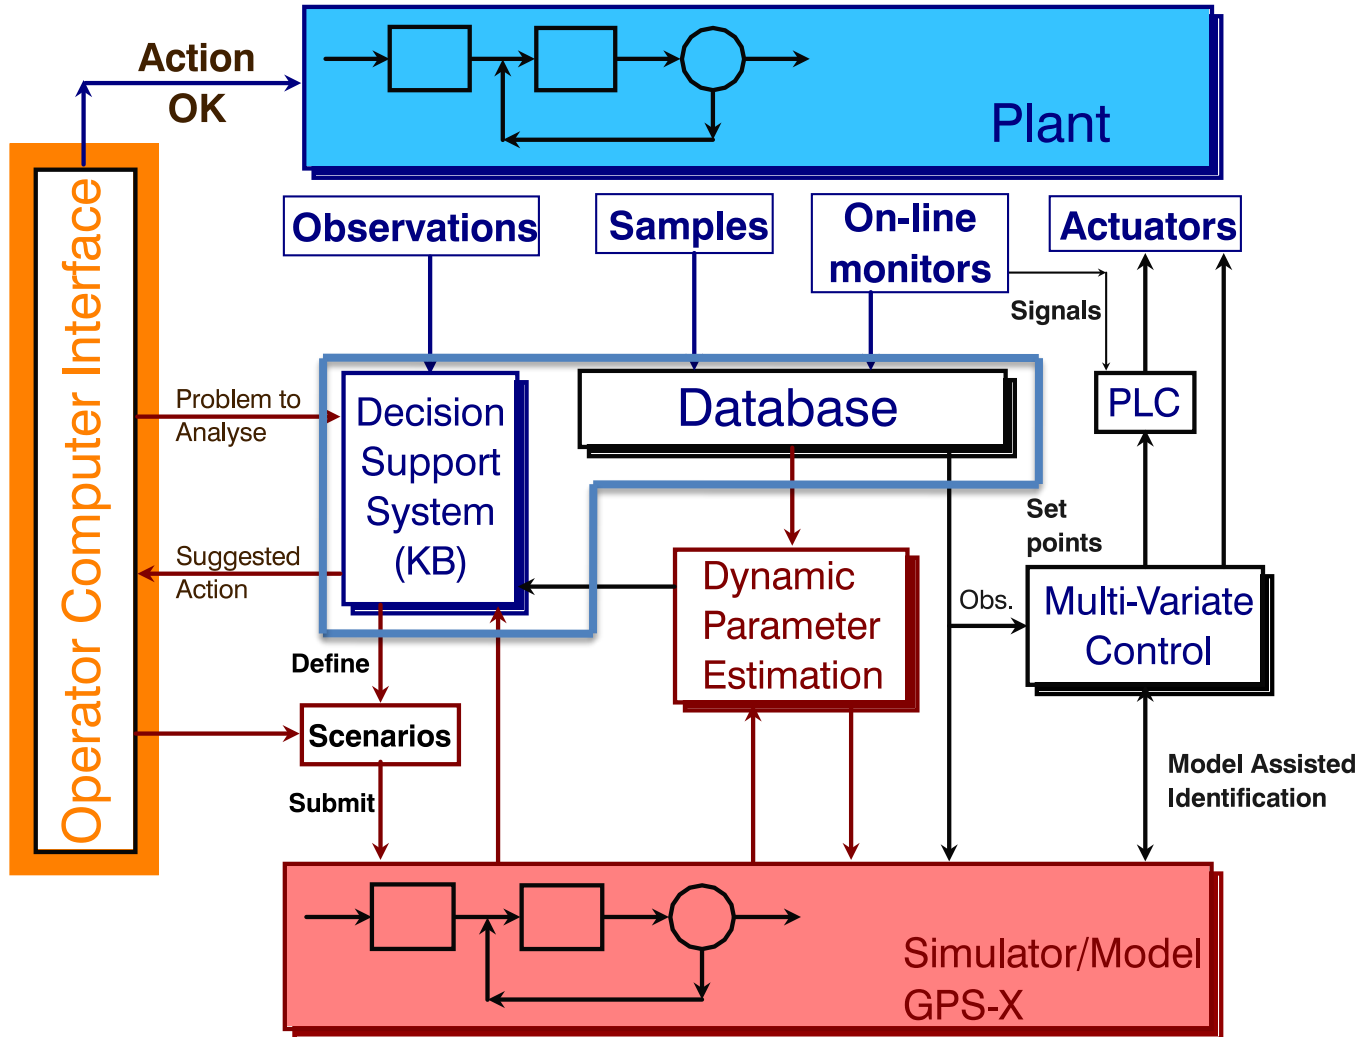 Action
OK
Plant
Operator Computer Interface
Observations
Samples
On-line
monitors
Actuators
Signals
Problem to
Analyse
Decision
Support
System
(KB)
Database
PLC
Suggested
Action
Set
points
Dynamic
Parameter
Estimation
Obs.
Multi-Variate
Control
Define
Scenarios
Submit
Model Assisted
Identification
Simulator/Model
GPS-X